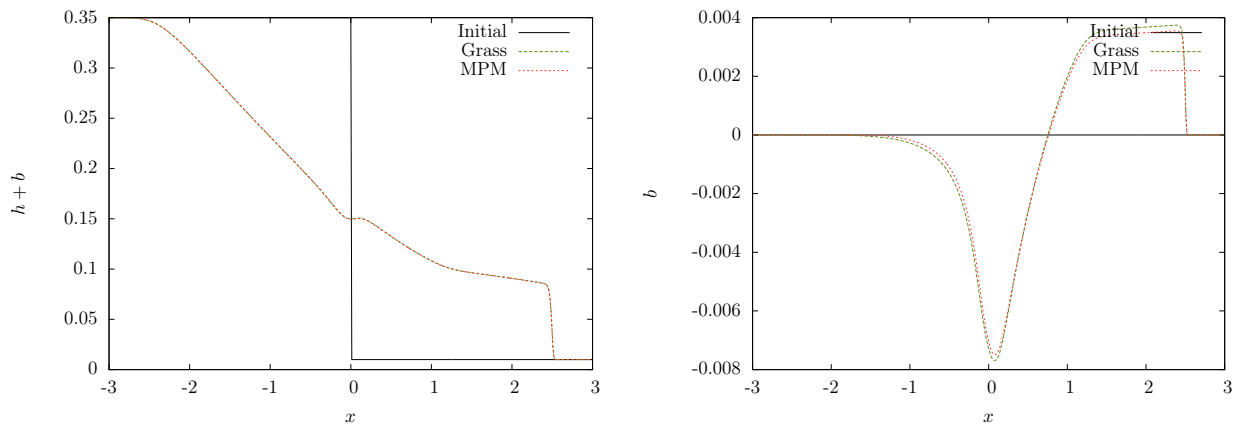 0.35
0.3
0.25
0.2
0.15
0.1
0.05
0
-3 -2 -1 0 1 2 3
h + b
x
Initial
Grass
MPM
0.004
0.002
0
-0.002
-0.004
-0.006
-0.008
-3 -2 -1 0 1 2 3
b
x
Initial
Grass
MPM